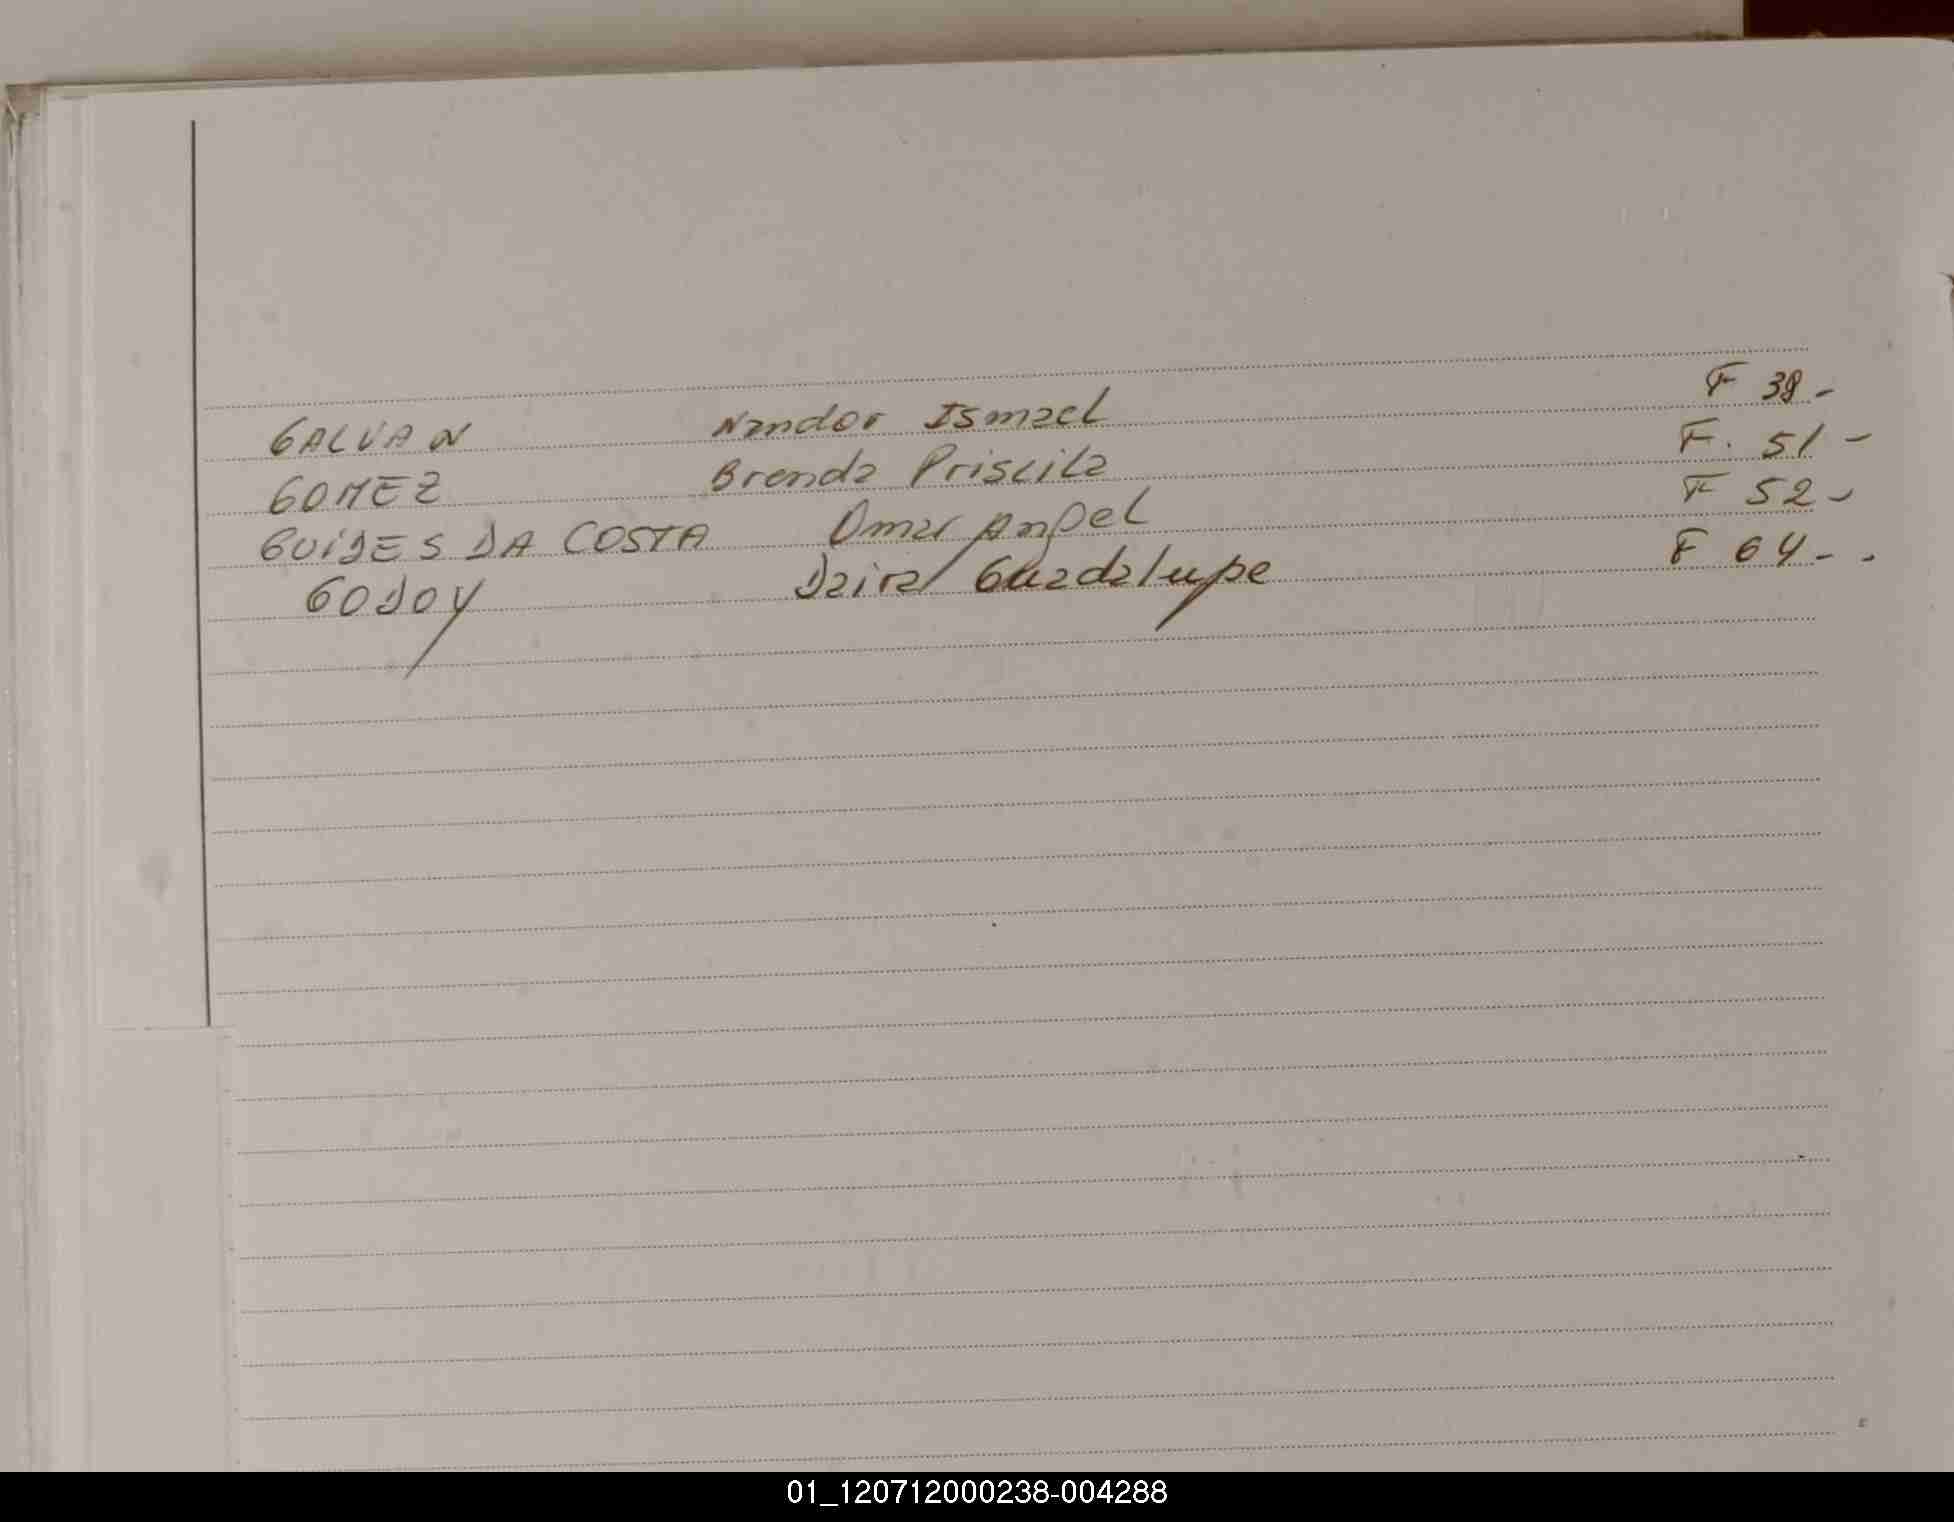 GALVAN Nandor Ismael F 38-
GOMEZ Brenda Priscila F. 51-
GUIDES DA COSTA Omar Angel F 52-
GODOY Daira Guadalupe F 64-.
01_120712000238-004288